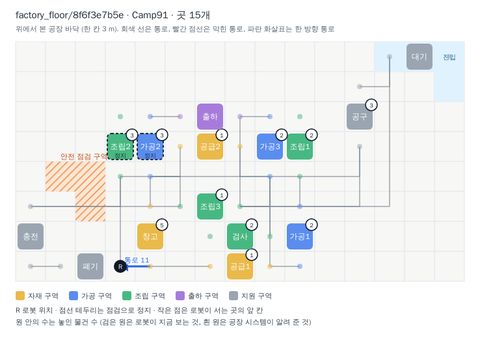 factory_floor/8f6f3e7b5e · Camp91 · 곳 15개
위에서 본 공장 바닥 (한 칸 3 m). 회색 선은 통로, 빨간 점선은 막힌 통로, 파란 화살표는 한 방향 통로
대기
진입
3
공구
출하
3
3
1
2
2
조립2
가공2
공급2
가공3
조립1
안전 점검 구역
1
조립3
충전
5
창고
2
검사
2
가공1
1
폐기
R
통로 11
공급1
자재 구역
가공 구역
조립 구역
출하 구역
지원 구역
R 로봇 위치 · 점선 테두리는 점검으로 정지 · 작은 점은 로봇이 서는 곳의 앞 칸
원 안의 수는 놓인 물건 수 (검은 원은 로봇이 지금 보는 것, 흰 원은 공장 시스템이 알려 준 것)